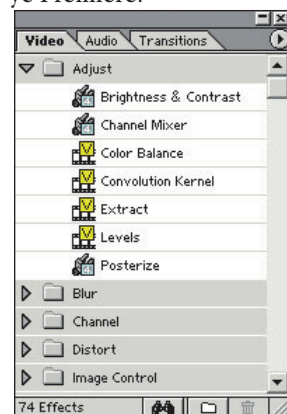 ye Premiere.
Video Audio Transitions
Adjust
Brightness & Contrast
Channel Mixer
Color Balance
Convolution Kernel
Extract
Levels
Posterize
Blur
Channel
Distort
Image Control
74 Effects